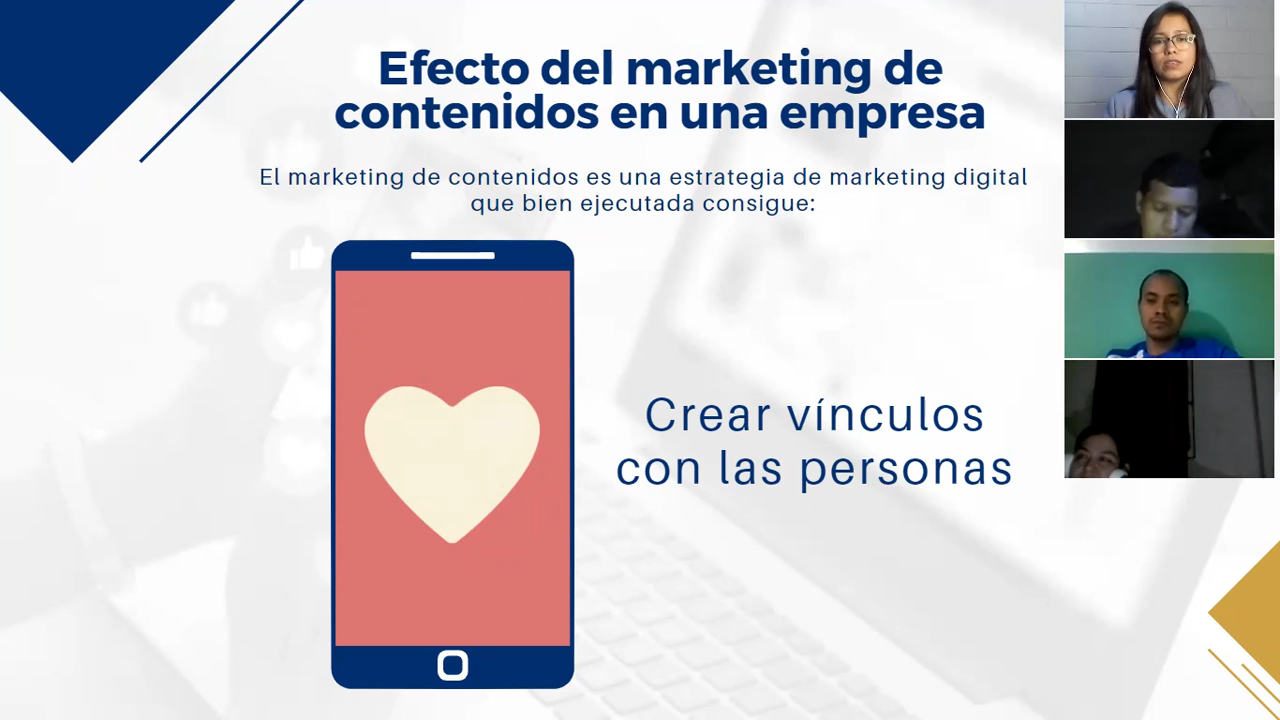 Efecto del marketing de
contenidos en una empresa
El marketing de contenidos es una estrategia de marketing digital
que bien ejecutada consigue:
Crear vínculos
con las personas